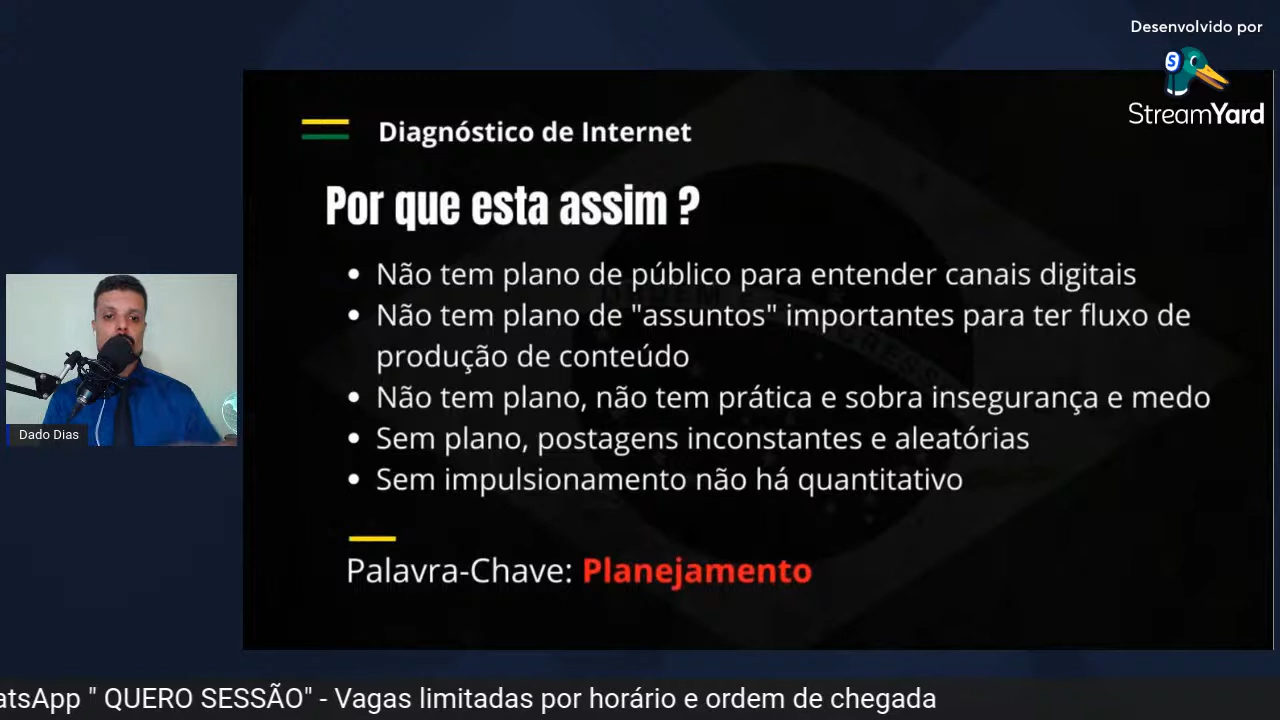 Desenvolvido por
StreamYard
Diagnóstico de Internet
Por que esta assim ?
• Não tem plano de público para entender canais digitais
• Não tem plano de "assuntos" importantes para ter fluxo de
produção de conteúdo
• Não tem plano, não tem prática e sobra insegurança e medo
• Sem plano, postagens inconstantes e aleatórias
• Sem impulsionamento não há quantitativo
Palavra-Chave: Planejamento
Dado Dias
atsApp " QUERO SESSÃO" - Vagas limitadas por horário e ordem de chegada